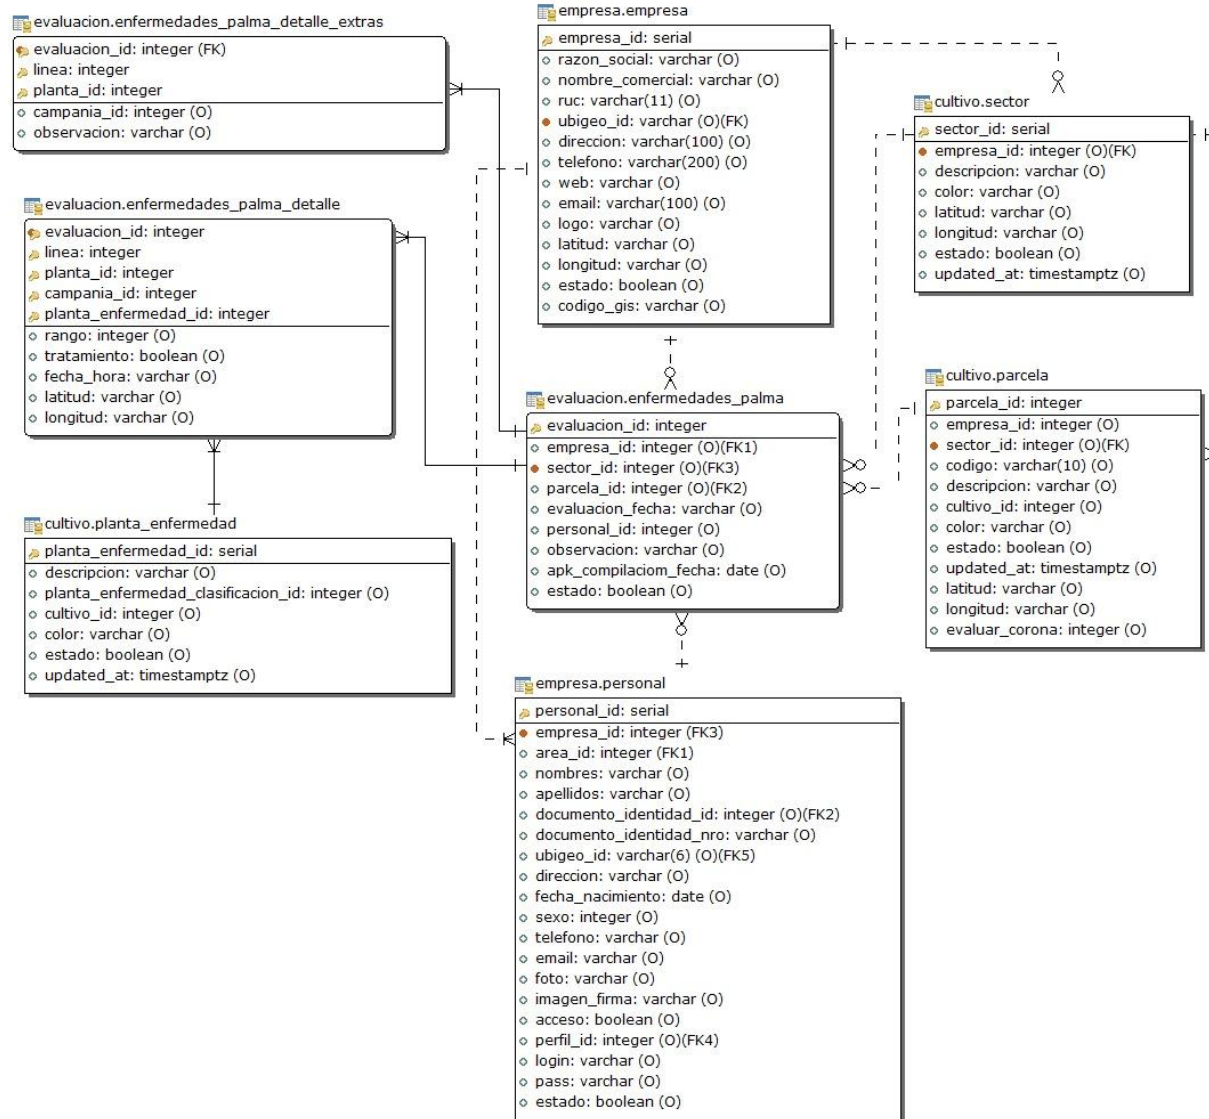 evaluacion.enfermedades_palma_detalle_extras
evaluacion_id: integer (FK)
linea: integer
planta_id: integer
campania_id: integer (O)
observacion: varchar (O)
evaluacion.enfermedades_palma_detalle
evaluacion_id: integer
linea: integer
planta_id: integer
campania_id: integer
planta_enfermedad_id: integer
rango: integer (O)
tratamiento: boolean (O)
fecha_hora: varchar (O)
latitud: varchar (O)
longitud: varchar (O)
cultivo.planta_enfermedad
planta_enfermedad_id: serial
descripcion: varchar (O)
planta_enfermedad_clasificacion_id: integer (O)
cultivo_id: integer (O)
color: varchar (O)
estado: boolean (O)
updated_at: timestamptz (O)
empresa.empresa
empresa_id: serial
razon_social: varchar (O)
nombre_comercial: varchar (O)
ruc: varchar(11) (O)
ubigeo_id: varchar (O)(FK)
direccion: varchar(100) (O)
telefono: varchar(200) (O)
web: varchar (O)
email: varchar(100) (O)
logo: varchar (O)
latitud: varchar (O)
longitud: varchar (O)
estado: boolean (O)
codigo_gis: varchar (O)
evaluacion.enfermedades_palma
evaluacion_id: integer
empresa_id: integer (O)(FK1)
sector_id: integer (O)(FK3)
parcela_id: integer (O)(FK2)
evaluacion_fecha: varchar (O)
personal_id: integer (O)
observacion: varchar (O)
apk_compilaciom_fecha: date (O)
estado: boolean (O)
empresa.personal
personal_id: serial
empresa_id: integer (FK3)
area_id: integer (FK1)
nombres: varchar (O)
apellidos: varchar (O)
documento_identidad_id: integer (O)(FK2)
documento_identidad_nro: varchar (O)
ubigeo_id: varchar(6) (O)(FK5)
direccion: varchar (O)
fecha_nacimiento: date (O)
sexo: integer (O)
telefono: varchar (O)
email: varchar (O)
foto: varchar (O)
imagen_firma: varchar (O)
acceso: boolean (O)
perfil_id: integer (O)(FK4)
login: varchar (O)
pass: varchar (O)
estado: boolean (O)
cultivo.sector
sector_id: serial
empresa_id: integer (O)(FK)
descripcion: varchar (O)
color: varchar (O)
latitud: varchar (O)
longitud: varchar (O)
estado: boolean (O)
updated_at: timestamptz (O)
cultivo.parcela
parcela_id: integer
empresa_id: integer (O)
sector_id: integer (O)(FK)
codigo: varchar(10) (O)
descripcion: varchar (O)
cultivo_id: integer (O)
color: varchar (O)
estado: boolean (O)
updated_at: timestamptz (O)
latitud: varchar (O)
longitud: varchar (O)
evaluar_corona: integer (O)